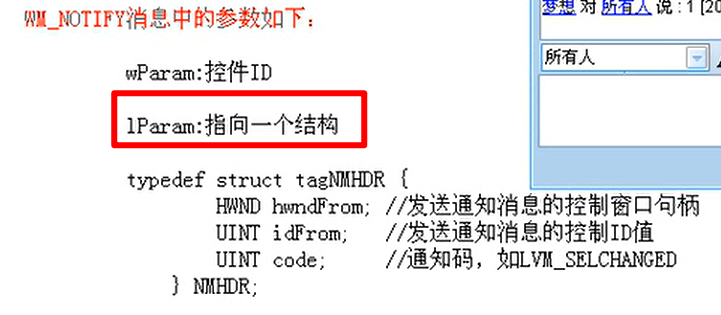 WM_NOTIFY消息中的参数如下：
wParam:控件ID
lParam:指向一个结构
typedef struct tagNMHDR {
HWND hwndFrom; //发送通知消息的控制窗口句柄
UINT idFrom; //发送通知消息的控制ID值
UINT code; //通知码，如LVM_SELCHANGED
} NMHDR;
梦想 对 所有人 说 : 1 [20
所有人